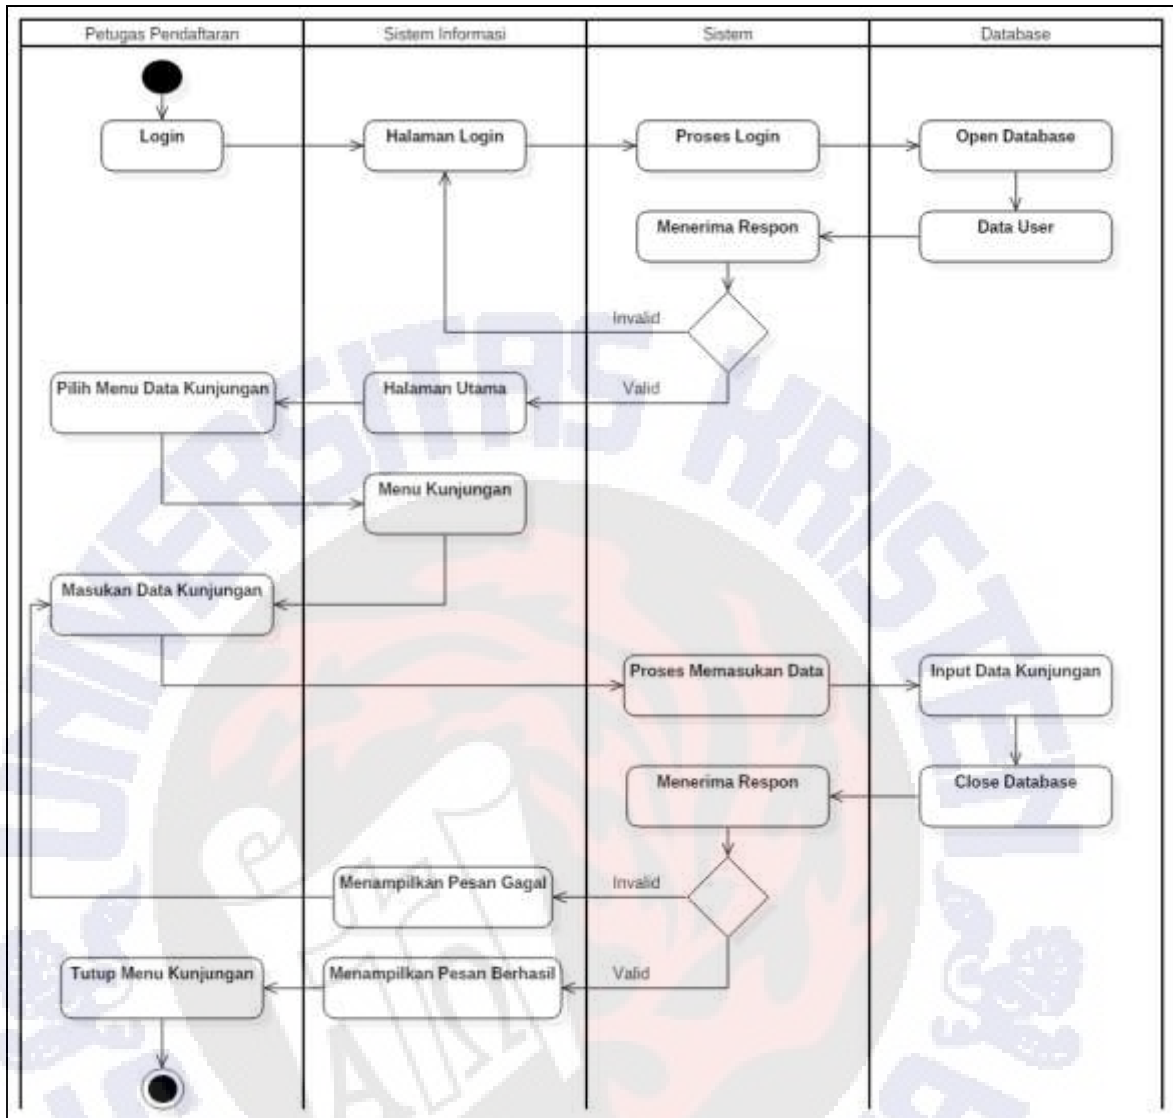 Petugas Pendaftaran
Sistem Informasi
Sistem
Database
Login
Halaman Login
Proses Login
Open Database
Menerima Respon
Data User
Invalid
Pilih Menu Data Kunjungan
Halaman Utama
Valid
Menu Kunjungan
Masukan Data Kunjungan
Proses Memasukan Data
Input Data Kunjungan
Menerima Respon
Close Database
Menampilkan Pesan Gagal
Invalid
Tutup Menu Kunjungan
Menampilkan Pesan Berhasil
Valid
UNIVERSITAS KRISTEN